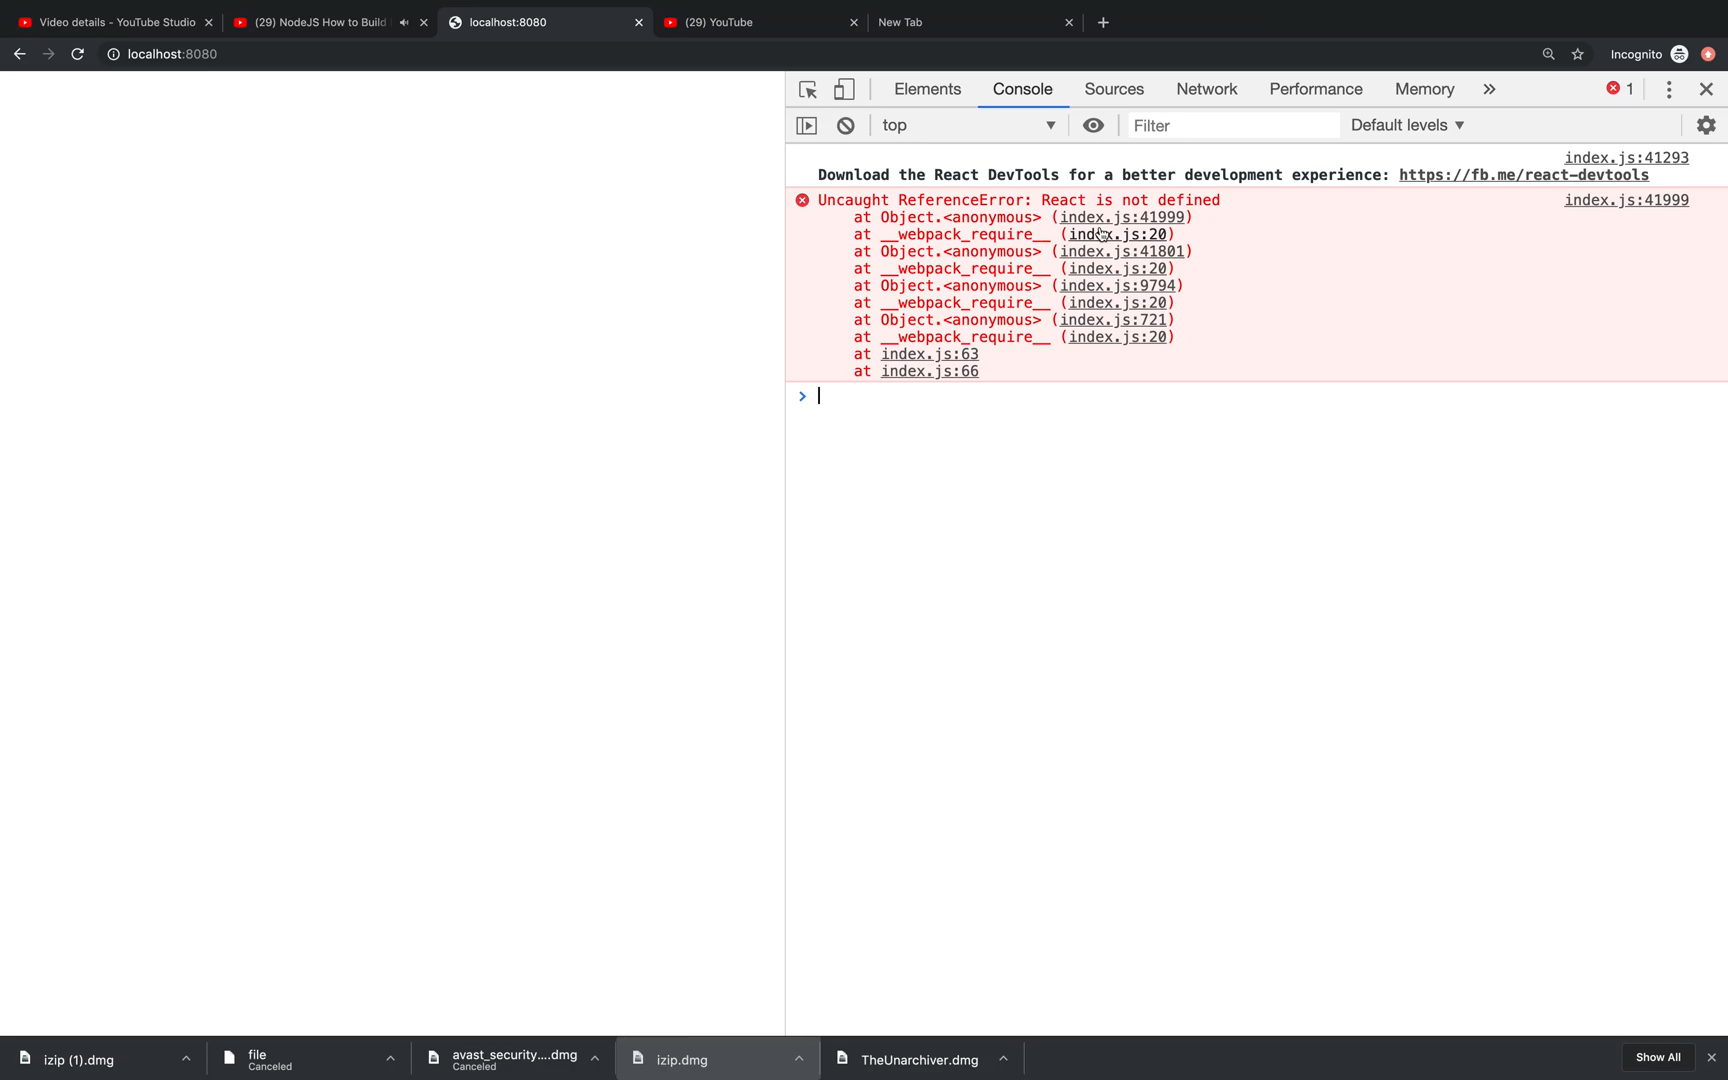 Video details - YouTube Studio
(29) NodeJS How to Build
localhost:8080
(29) YouTube
New Tab
localhost:8080
Incognito
Elements
Console
Sources
Network
Performance
Memory
1
top
Filter
Default levels
index.js:41293
Download the React DevTools for a better development experience: https://fb.me/react-devtools
Uncaught ReferenceError: React is not defined index.js:41999
at Object.<anonymous> (index.js:41999)
at __webpack_require__ (index.js:20)
at Object.<anonymous> (index.js:41801)
at __webpack_require__ (index.js:20)
at Object.<anonymous> (index.js:9794)
at __webpack_require__ (index.js:20)
at Object.<anonymous> (index.js:721)
at __webpack_require__ (index.js:20)
at index.js:63
at index.js:66
izip (1).dmg
file
Canceled
avast_security....dmg
Canceled
izip.dmg
TheUnarchiver.dmg
Show All